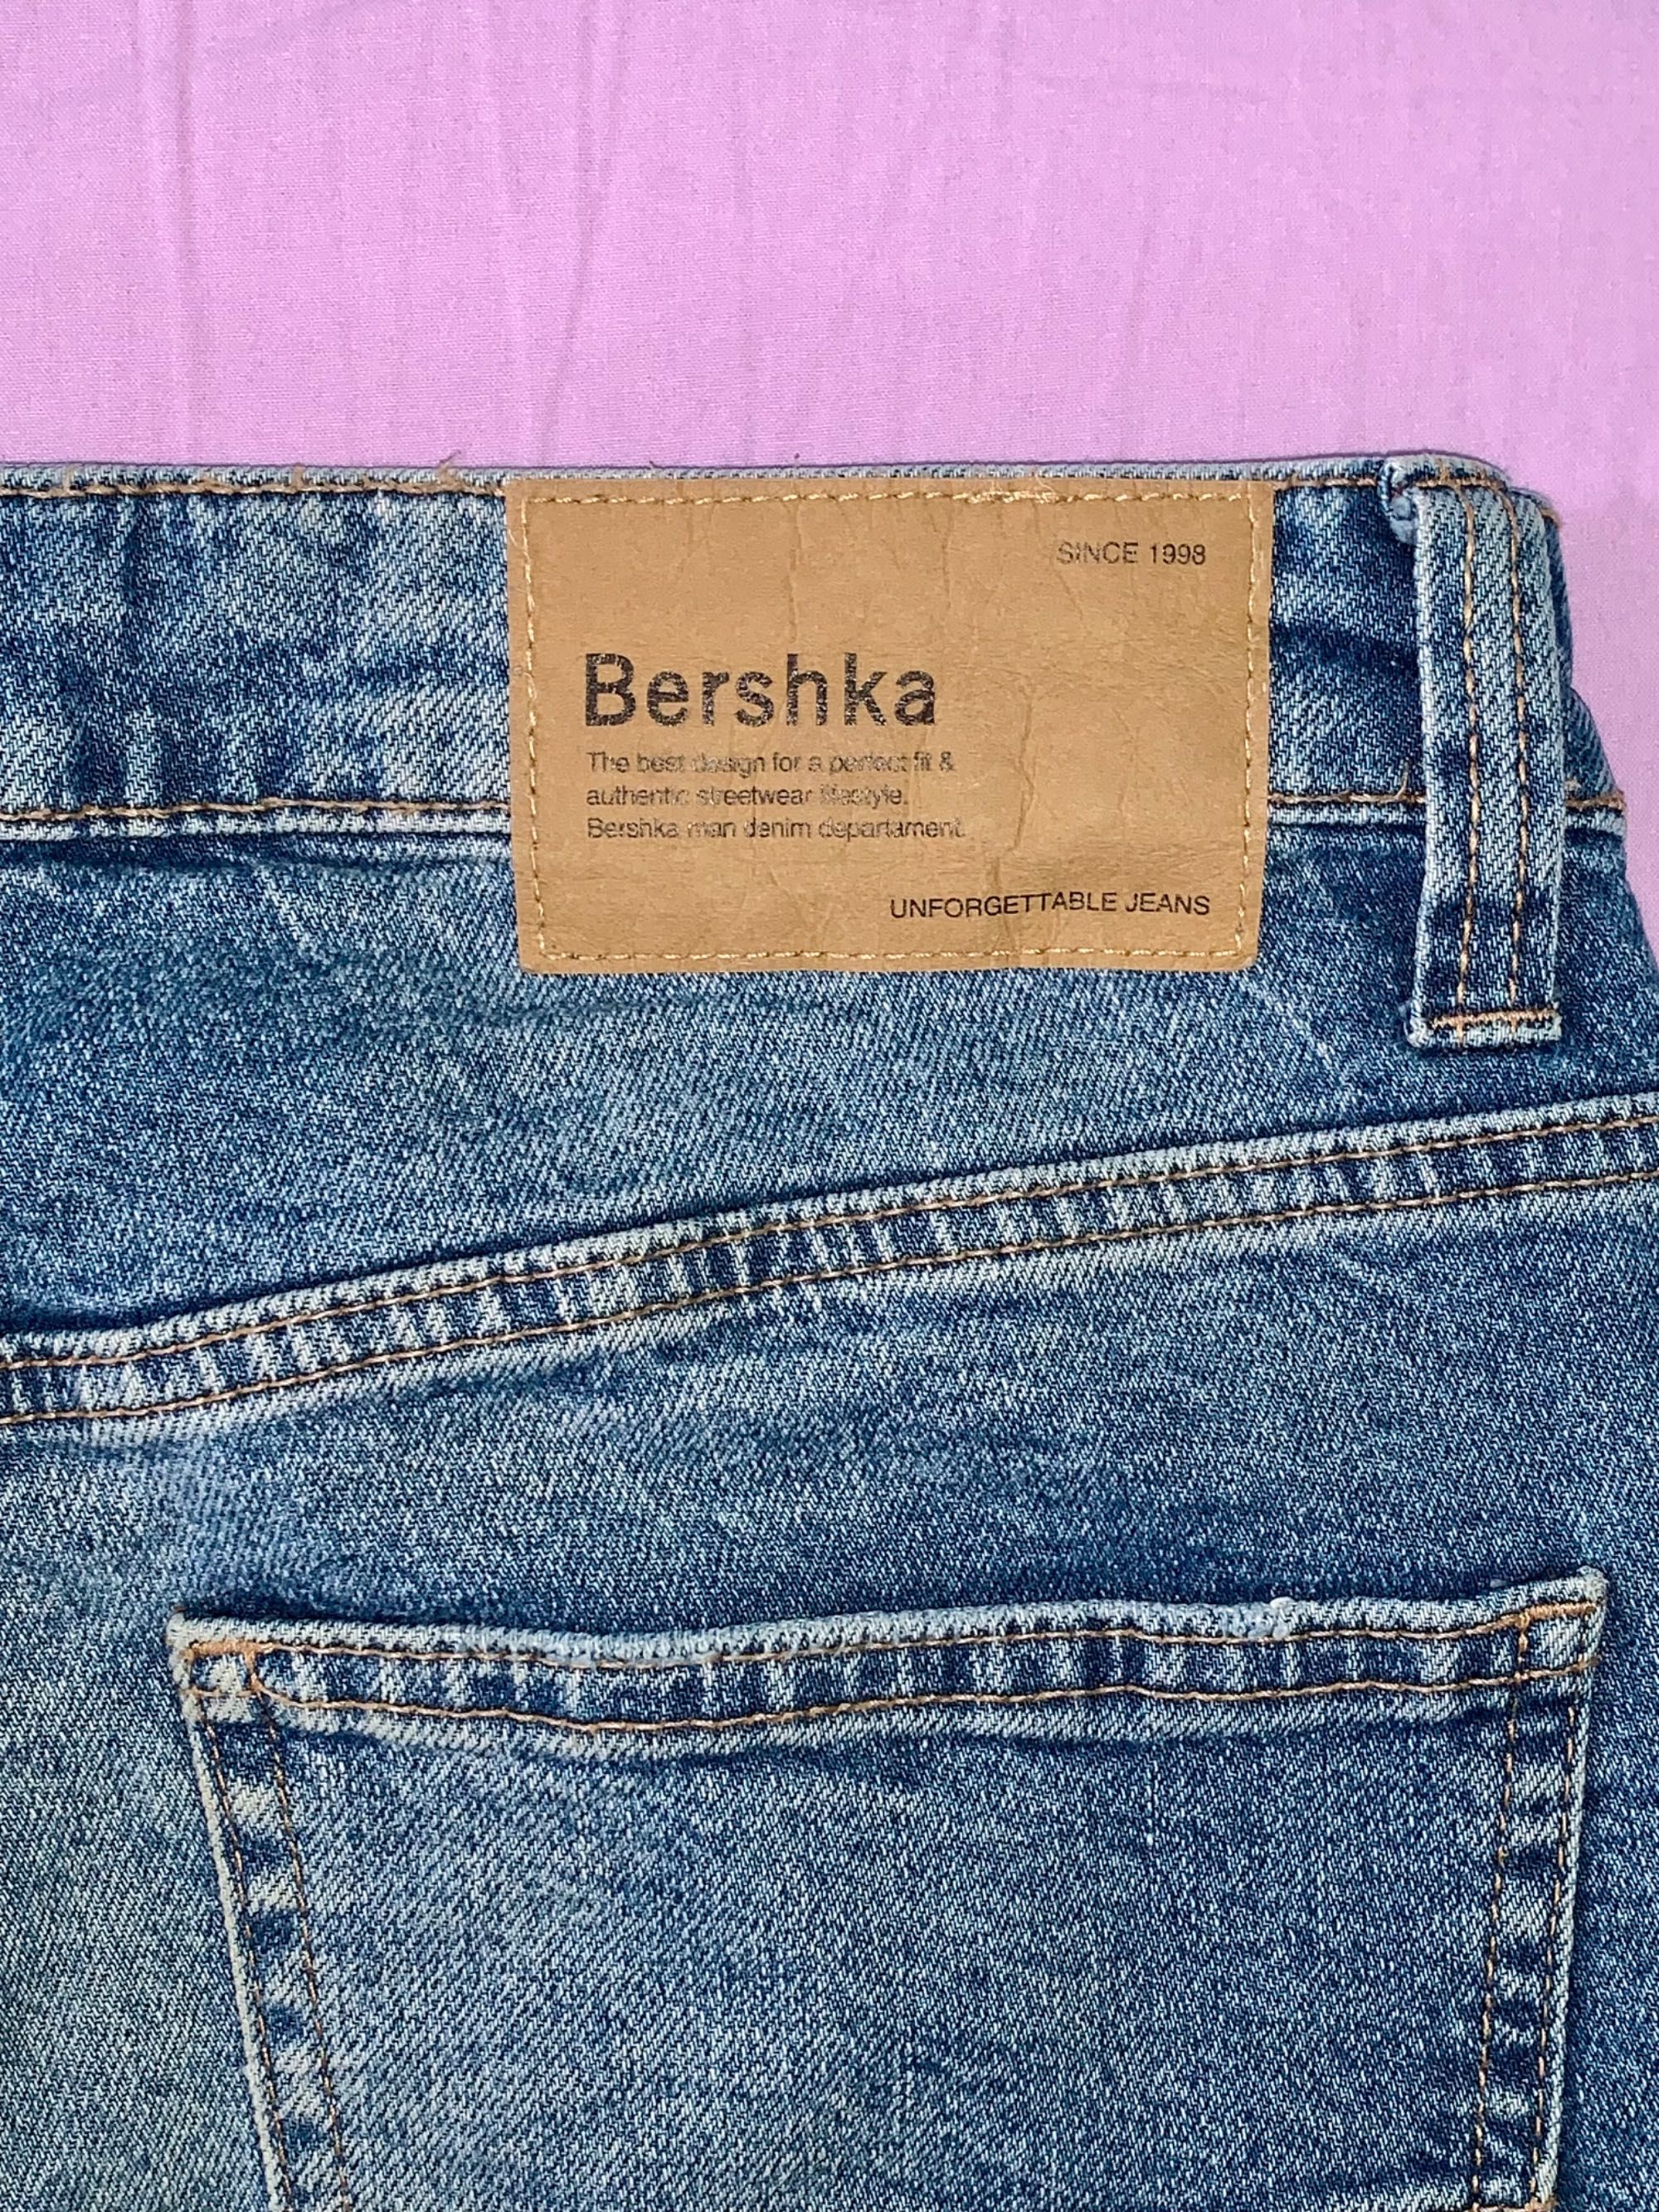 SINCE 1998
Bershka
The best design for a perfect fit &
authentic streetwear lifestyle.
Bershka man denim departament.
UNFORGETTABLE JEANS